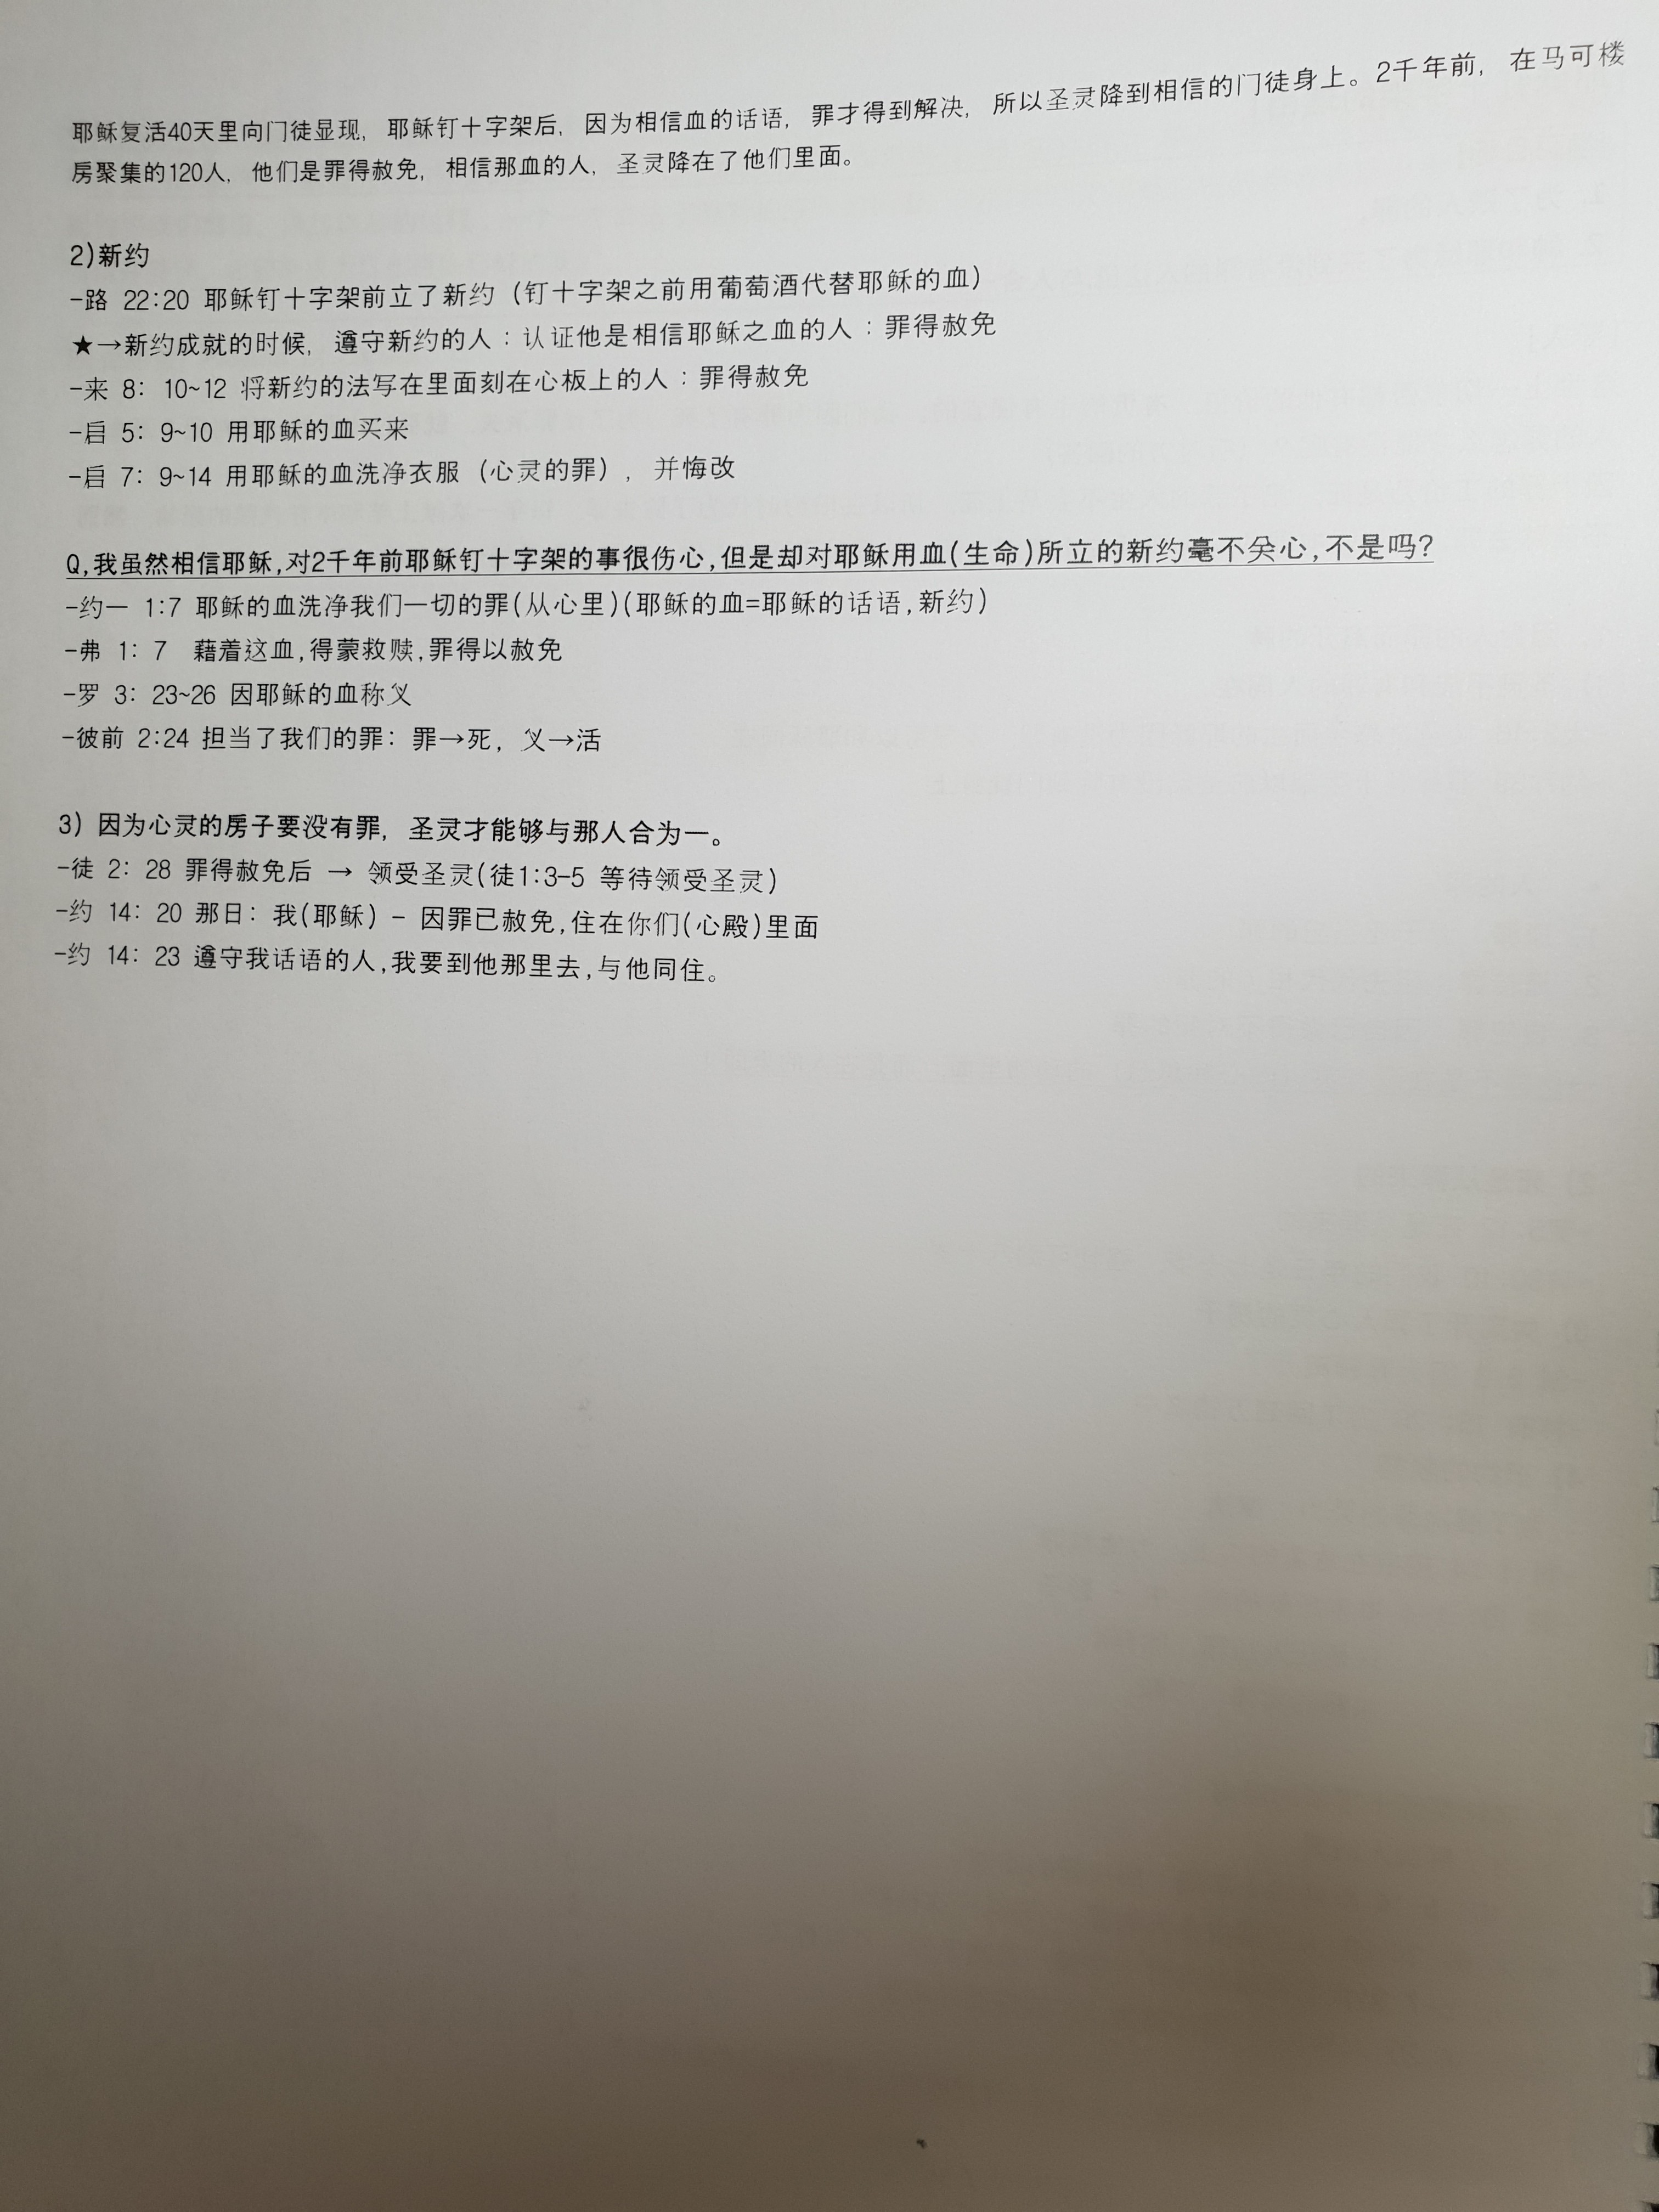 耶稣复活40天里向门徒显现, 耶稣钉十字架后, 因为相信血的话语, 罪才得到解决, 所以圣灵降到相信的门徒身上。2千年前, 在马可楼
房聚集的120人, 他们是罪得赦免, 相信那血的人, 圣灵降在了他们里面。
2)新约
-路 22:20 耶稣钉十字架前立了新约 (钉十字架之前用葡萄酒代替耶稣的血)
★→新约成就的时候, 遵守新约的人 : 认证他是相信耶稣之血的人 : 罪得赦免
-来 8: 10~12 将新约的法写在里面刻在心板上的人 : 罪得赦免
-启 5: 9~10 用耶稣的血买来
-启 7: 9~14 用耶稣的血洗净衣服 (心灵的罪) , 并悔改
Q,我虽然相信耶稣,对2千年前耶稣钉十字架的事很伤心,但是却对耶稣用血(生命)所立的新约毫不关心,不是吗?
-约一 1:7 耶稣的血洗净我们一切的罪(从心里)(耶稣的血=耶稣的话语,新约)
-弗 1: 7 藉着这血,得蒙救赎,罪得以赦免
-罗 3: 23~26 因耶稣的血称义
-彼前 2:24 担当了我们的罪: 罪→死, 义→活
3) 因为心灵的房子要没有罪, 圣灵才能够与那人合为一。
-徒 2: 28 罪得赦免后 → 领受圣灵(徒1:3-5 等待领受圣灵)
-约 14: 20 那日: 我(耶稣) - 因罪已赦免,住在你们(心殿)里面
-约 14: 23 遵守我话语的人,我要到他那里去,与他同住。